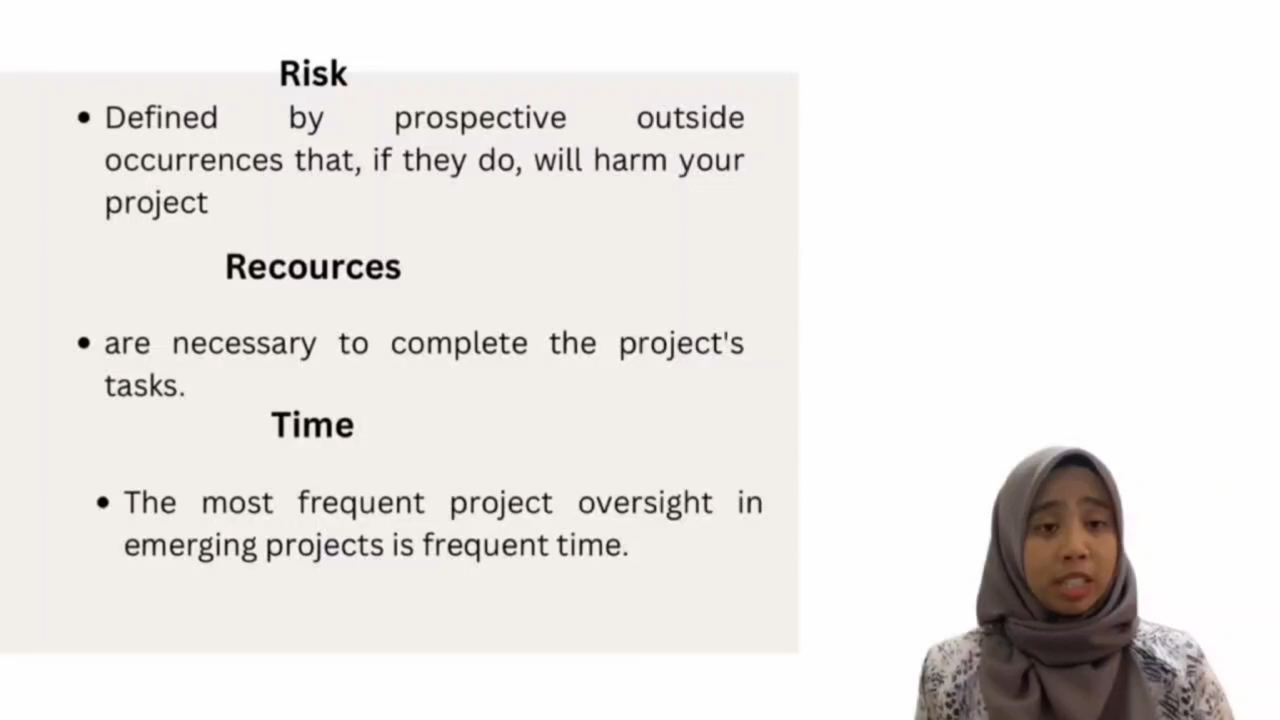 Risk
Defined by prospective outside
occurrences that, if they do, will harm your
project
Recources
are necessary to complete the project's
tasks.
Time
The most frequent project oversight in
emerging projects is frequent time.